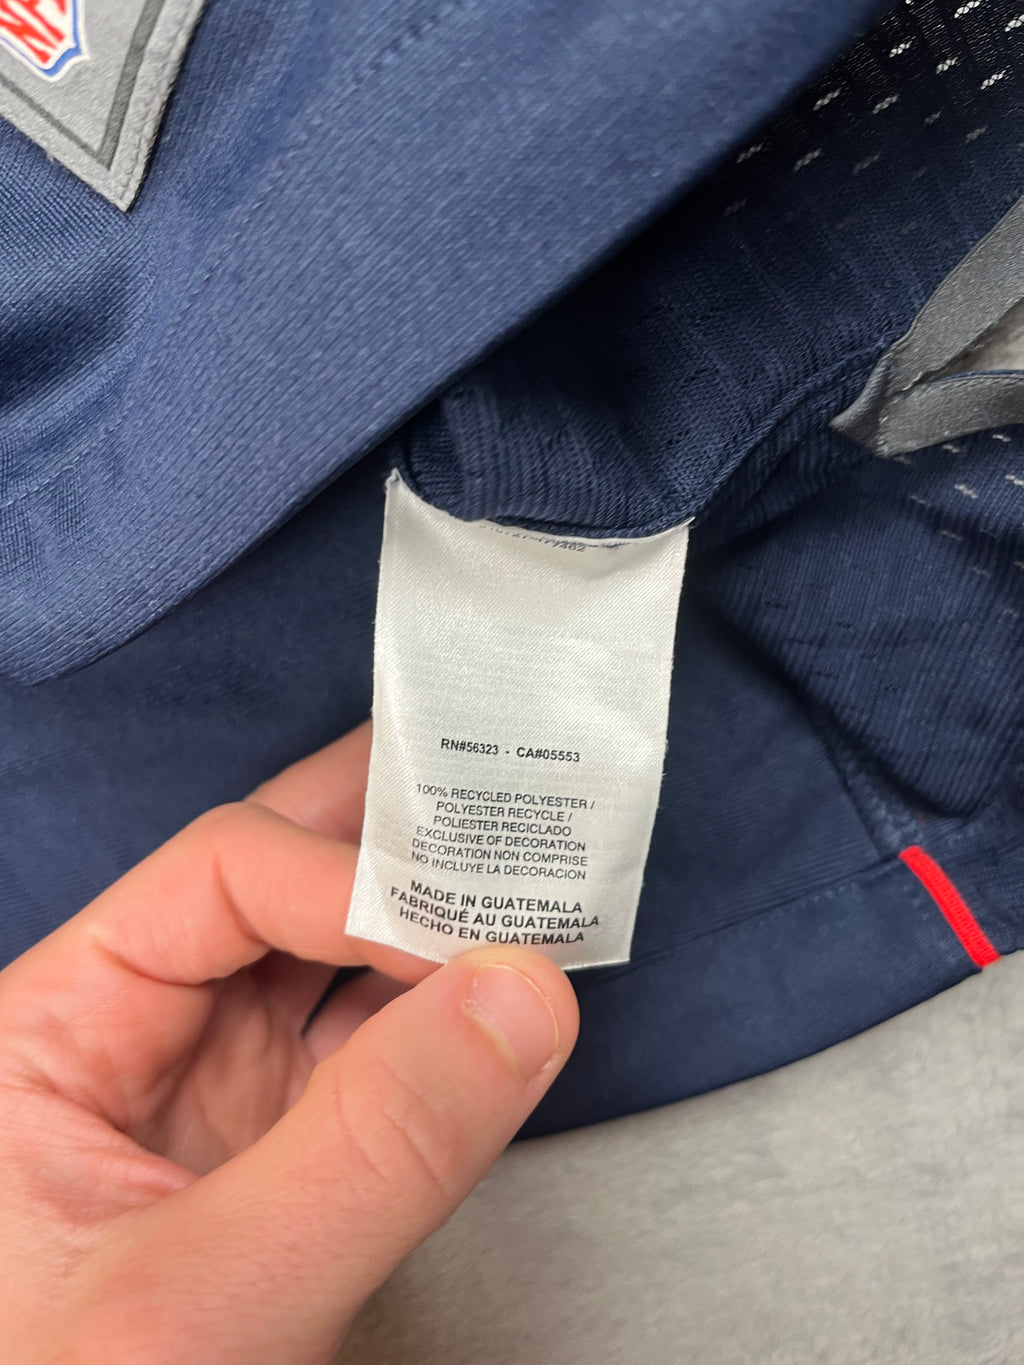 RN#56323 - CA#05553
100% RECYCLED POLYESTER /
POLYESTER RECYCLE /
POLIESTER RECICLADO
EXCLUSIVE OF DECORATION
DECORATION NON COMPRISE
NO INCLUYE LA DECORACION
MADE IN GUATEMALA
FABRIQUÉ AU GUATEMALA
HECHO EN GUATEMALA